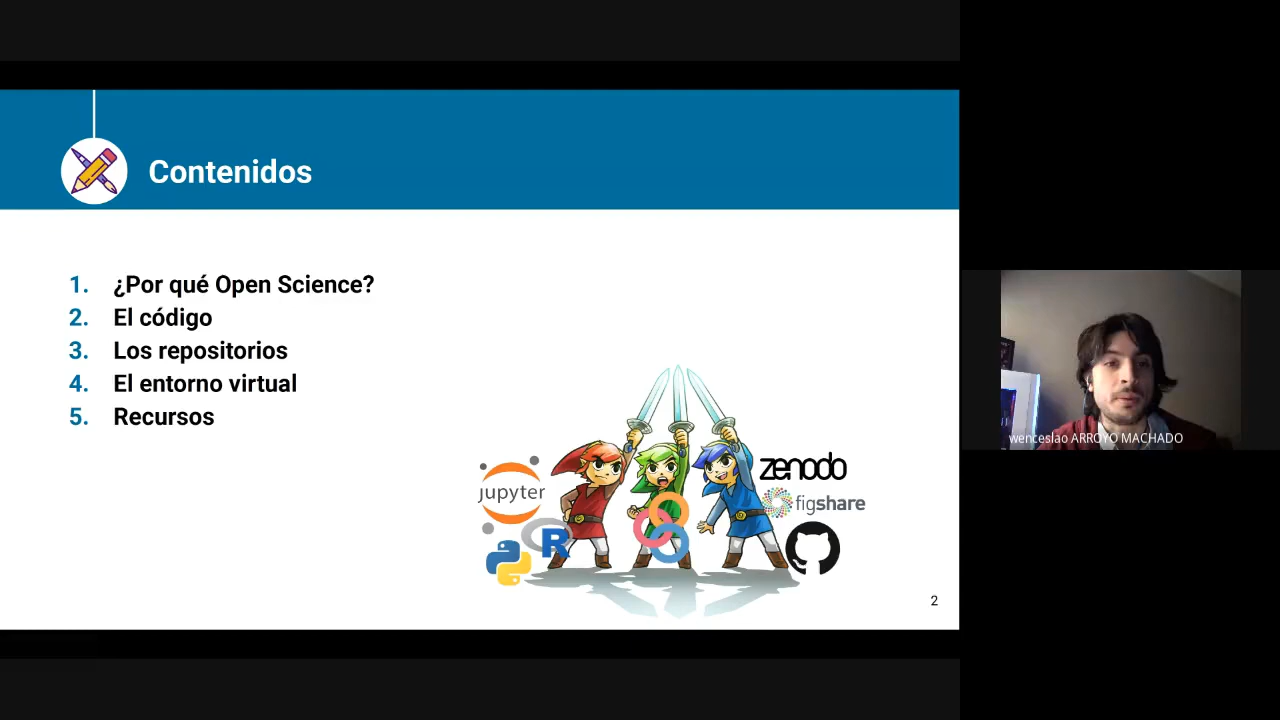 Contenidos
1. ¿Por qué Open Science?
2. El código
3. Los repositorios
4. El entorno virtual
5. Recursos
jupyter
R
zenodo
figshare
2
wenceslao ARROYO MACHADO